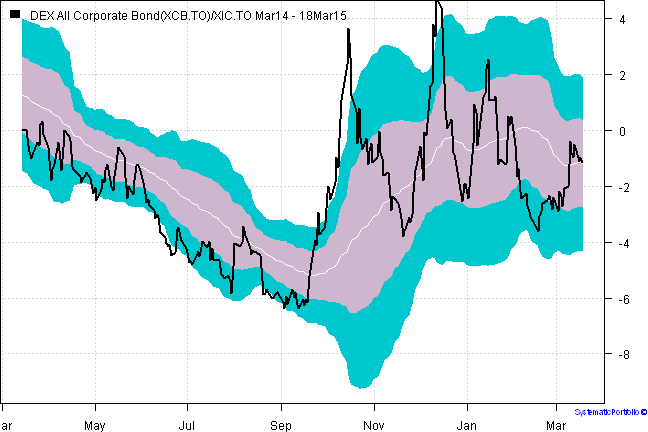 DEX All Corporate Bond(XCB.TO)/XIC.TO Mar14 - 18Mar15
4
2
0
-2
-4
-6
-8
ar May Jul Sep Nov Jan Mar
SystematicPortfolio ©